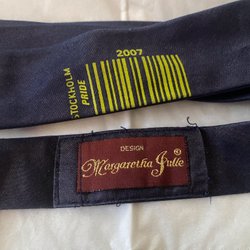 2007
STOCKHOLM
PRIDE
DESIGN
Margaretha Julle ®